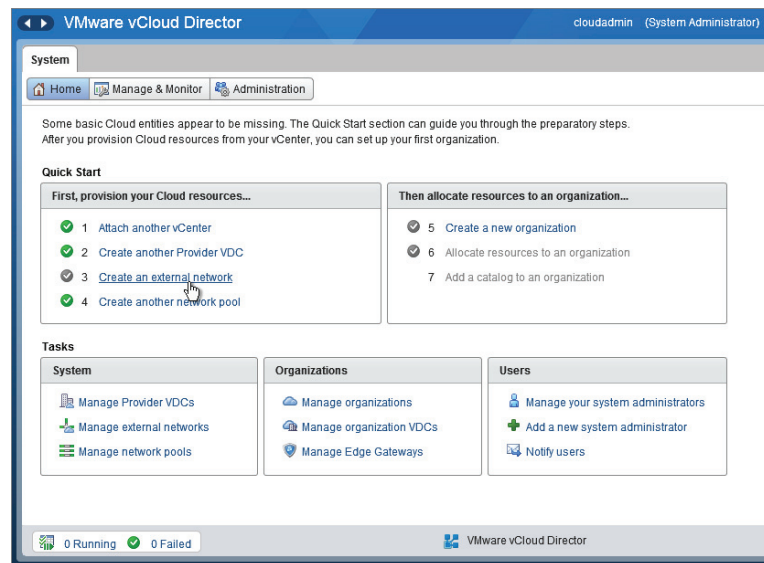 VMware vCloud Director
cloudadmin (System Administrator)
System
Home Manage & Monitor Administration
Some basic Cloud entities appear to be missing. The Quick Start section can guide you through the preparatory steps.
After you provision Cloud resources from your vCenter, you can set up your first organization.
Quick Start
First, provision your Cloud resources...
1 Attach another vCenter
2 Create another Provider VDC
3 Create an external network
4 Create another network pool
Then allocate resources to an organization...
5 Create a new organization
6 Allocate resources to an organization
7 Add a catalog to an organization
Tasks
System
Manage Provider VDCs
Manage external networks
Manage network pools
Organizations
Manage organizations
Manage organization VDCs
Manage Edge Gateways
Users
Manage your system administrators
Add a new system administrator
Notify users
0 Running 0 Failed
VMware vCloud Director